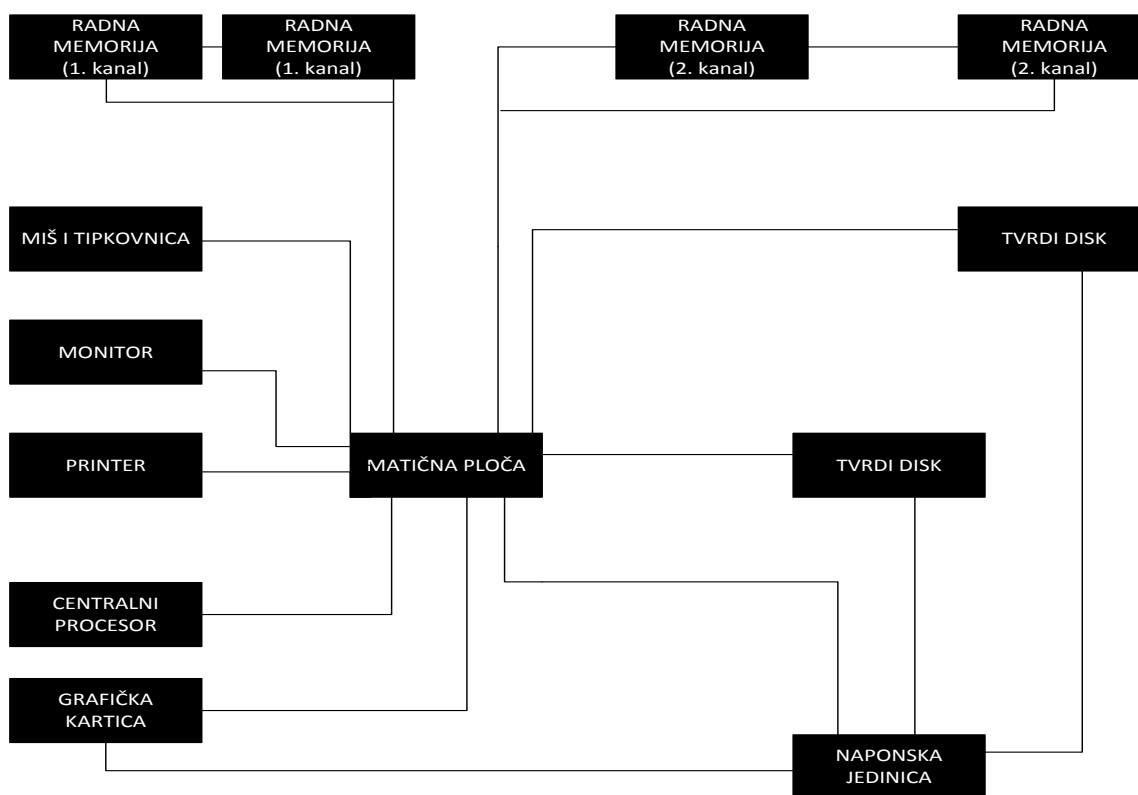 RADNA
MEMORIJA
(1. kanal)
RADNA
MEMORIJA
(1. kanal)
RADNA
MEMORIJA
(2. kanal)
RADNA
MEMORIJA
(2. kanal)
MIŠ I TIPKOVNICA
TVRDI DISK
MONITOR
PRINTER
MATIČNA PLOČA
TVRDI DISK
CENTRALNI
PROCESOR
GRAFIČKA
KARTICA
NAPONSKA
JEDINICA